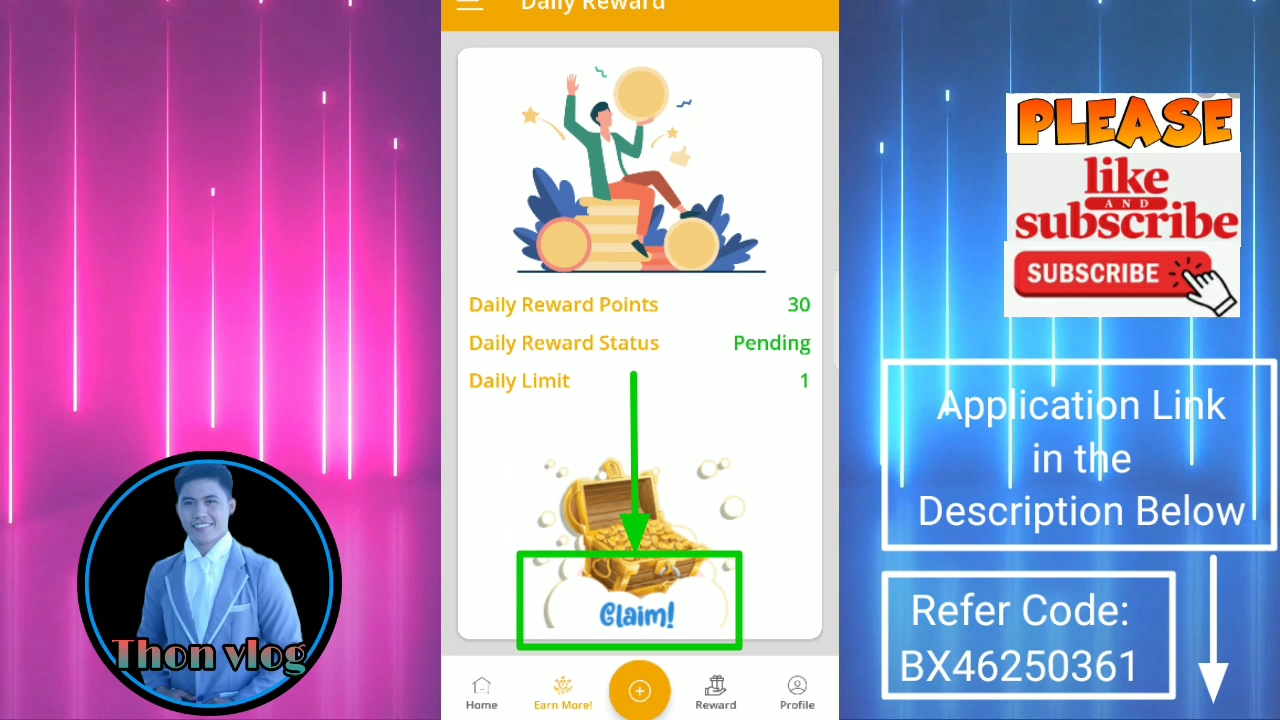 Daily Reward
Daily Reward Points 30
Daily Reward Status Pending
Daily Limit 1
Claim!
Home
Earn More!
Reward
Profile
Thon vlog
PLEASE
like
AND
subscribe
SUBSCRIBE
Application Link
in the
Description Below
Refer Code:
BX46250361